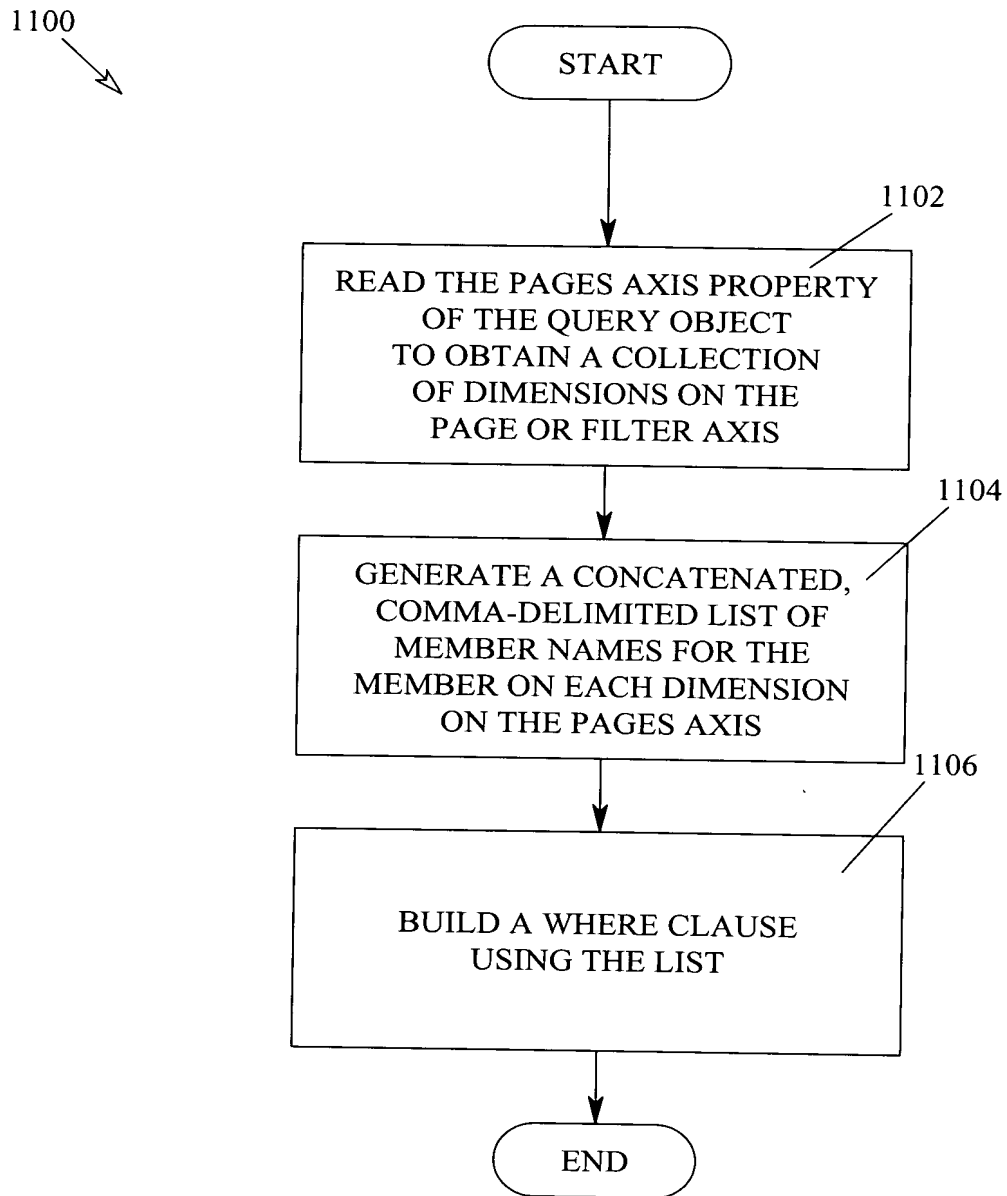 1100
START
1102
READ THE PAGES AXIS PROPERTY
OF THE QUERY OBJECT
TO OBTAIN A COLLECTION
OF DIMENSIONS ON THE
PAGE OR FILTER AXIS
1104
GENERATE A CONCATENATED,
COMMA-DELIMITED LIST OF
MEMBER NAMES FOR THE
MEMBER ON EACH DIMENSION
ON THE PAGES AXIS
1106
BUILD A WHERE CLAUSE
USING THE LIST
END